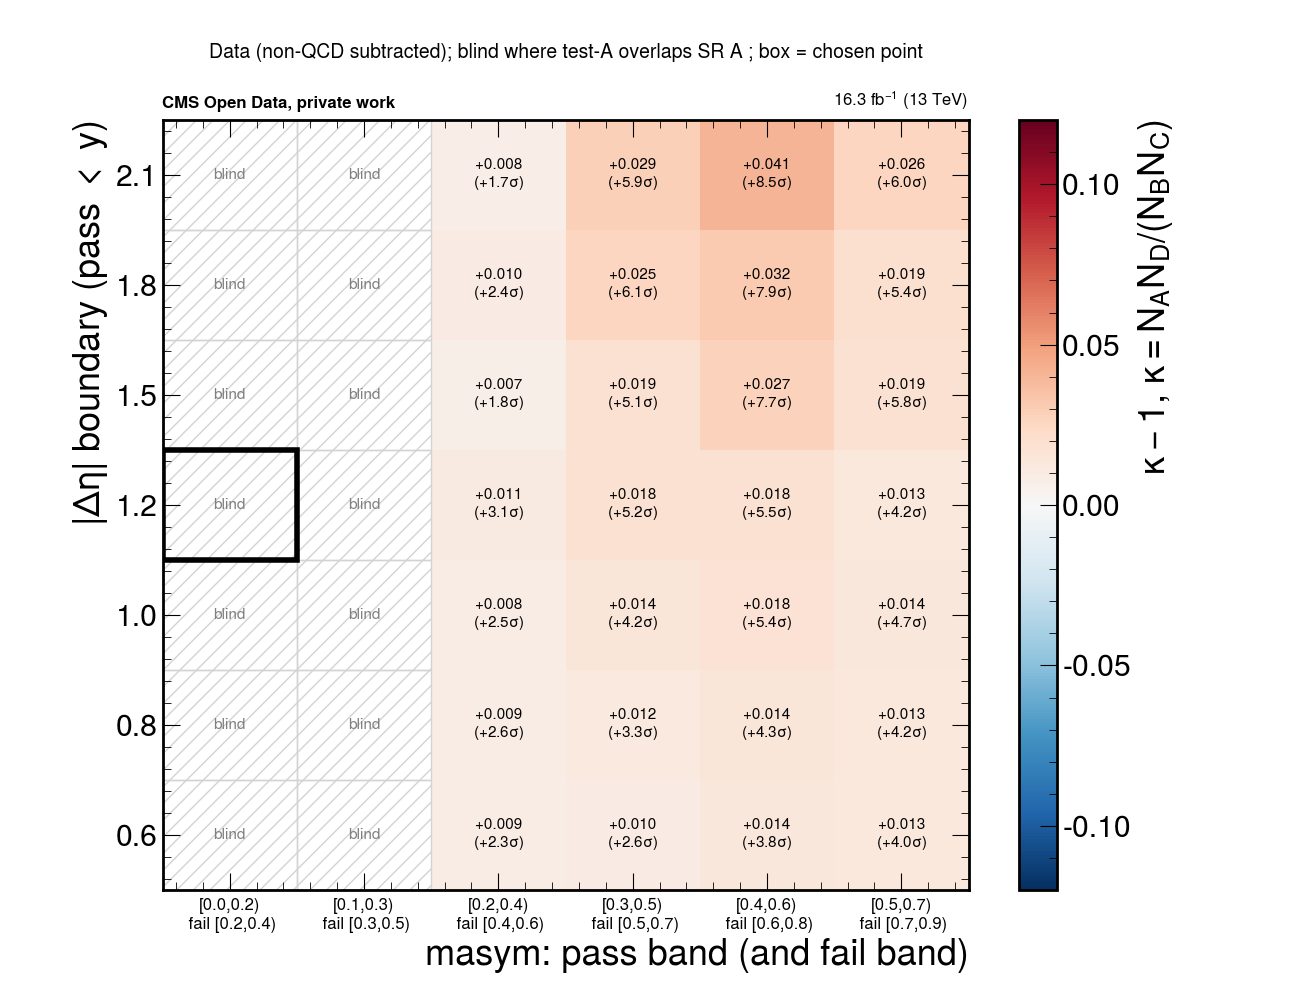 Data (non-QCD subtracted); blind where test-A overlaps SR A ; box = chosen point
CMS Open Data, private work
16.3 fb⁻¹ (13 TeV)
|Δη| boundary (pass < y)
2.1
1.8
1.5
1.2
1.0
0.8
0.6
blind blind +0.008 +0.029 +0.041 +0.026
(+1.7σ) (+5.9σ) (+8.5σ) (+6.0σ)
blind blind +0.010 +0.025 +0.032 +0.019
(+2.4σ) (+6.1σ) (+7.9σ) (+5.4σ)
blind blind +0.007 +0.019 +0.027 +0.019
(+1.8σ) (+5.1σ) (+7.7σ) (+5.8σ)
blind blind +0.011 +0.018 +0.018 +0.013
(+3.1σ) (+5.2σ) (+5.5σ) (+4.2σ)
blind blind +0.008 +0.014 +0.018 +0.014
(+2.5σ) (+4.2σ) (+5.4σ) (+4.7σ)
blind blind +0.009 +0.012 +0.014 +0.013
(+2.6σ) (+3.3σ) (+4.3σ) (+4.2σ)
blind blind +0.009 +0.010 +0.014 +0.013
(+2.3σ) (+2.6σ) (+3.8σ) (+4.0σ)
[0.0,0.2) [0.1,0.3) [0.2,0.4) [0.3,0.5) [0.4,0.6) [0.5,0.7)
fail [0.2,0.4) fail [0.3,0.5) fail [0.4,0.6) fail [0.5,0.7) fail [0.6,0.8) fail [0.7,0.9)
masym: pass band (and fail band)
0.10
0.05
0.00
-0.05
-0.10
κ − 1, κ = N_A N_D/(N_B N_C)